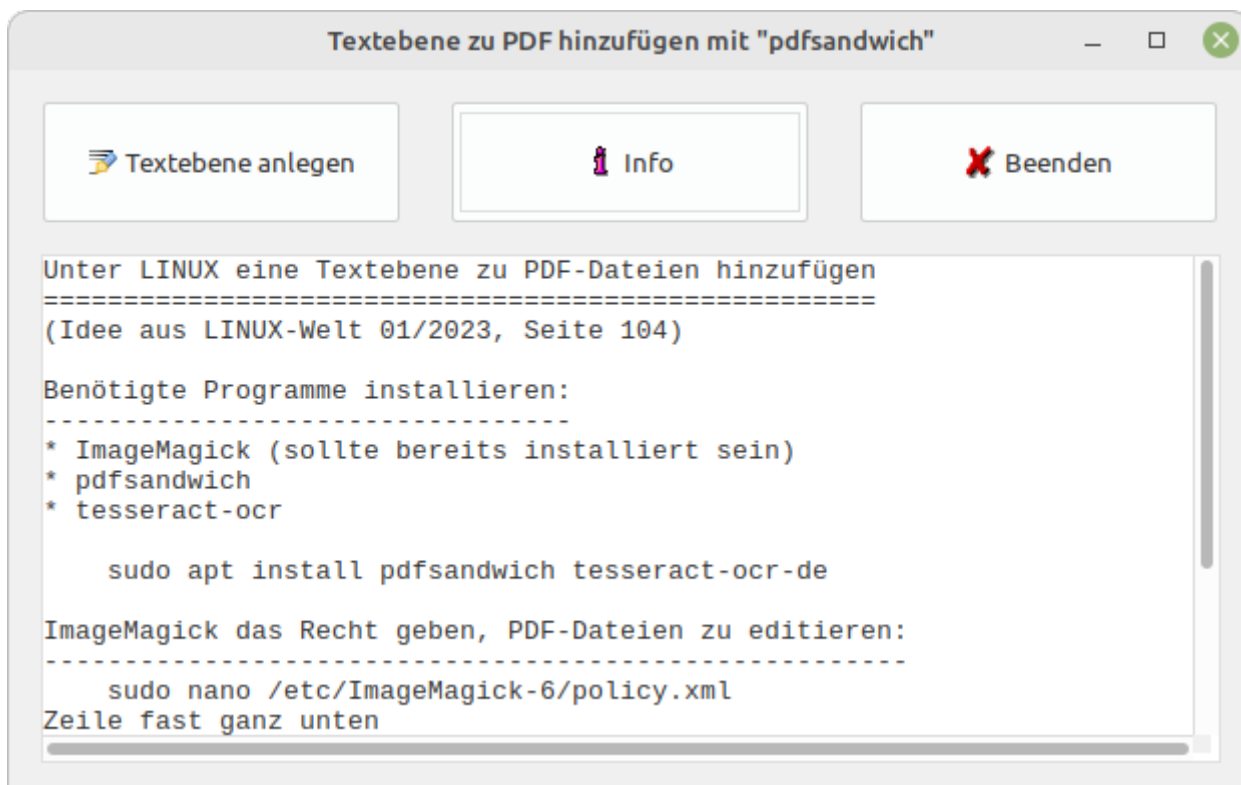 Textebene zu PDF hinzufügen mit "pdfsandwich"
Textebene anlegen
Info
Beenden
Unter LINUX eine Textebene zu PDF-Dateien hinzufügen
====================================================
(Idee aus LINUX-Welt 01/2023, Seite 104)
Benötigte Programme installieren:
---------------------------------
* ImageMagick (sollte bereits installiert sein)
* pdfsandwich
* tesseract-ocr
sudo apt install pdfsandwich tesseract-ocr-de
ImageMagick das Recht geben, PDF-Dateien zu editieren:
------------------------------------------------------
sudo nano /etc/ImageMagick-6/policy.xml
Zeile fast ganz unten